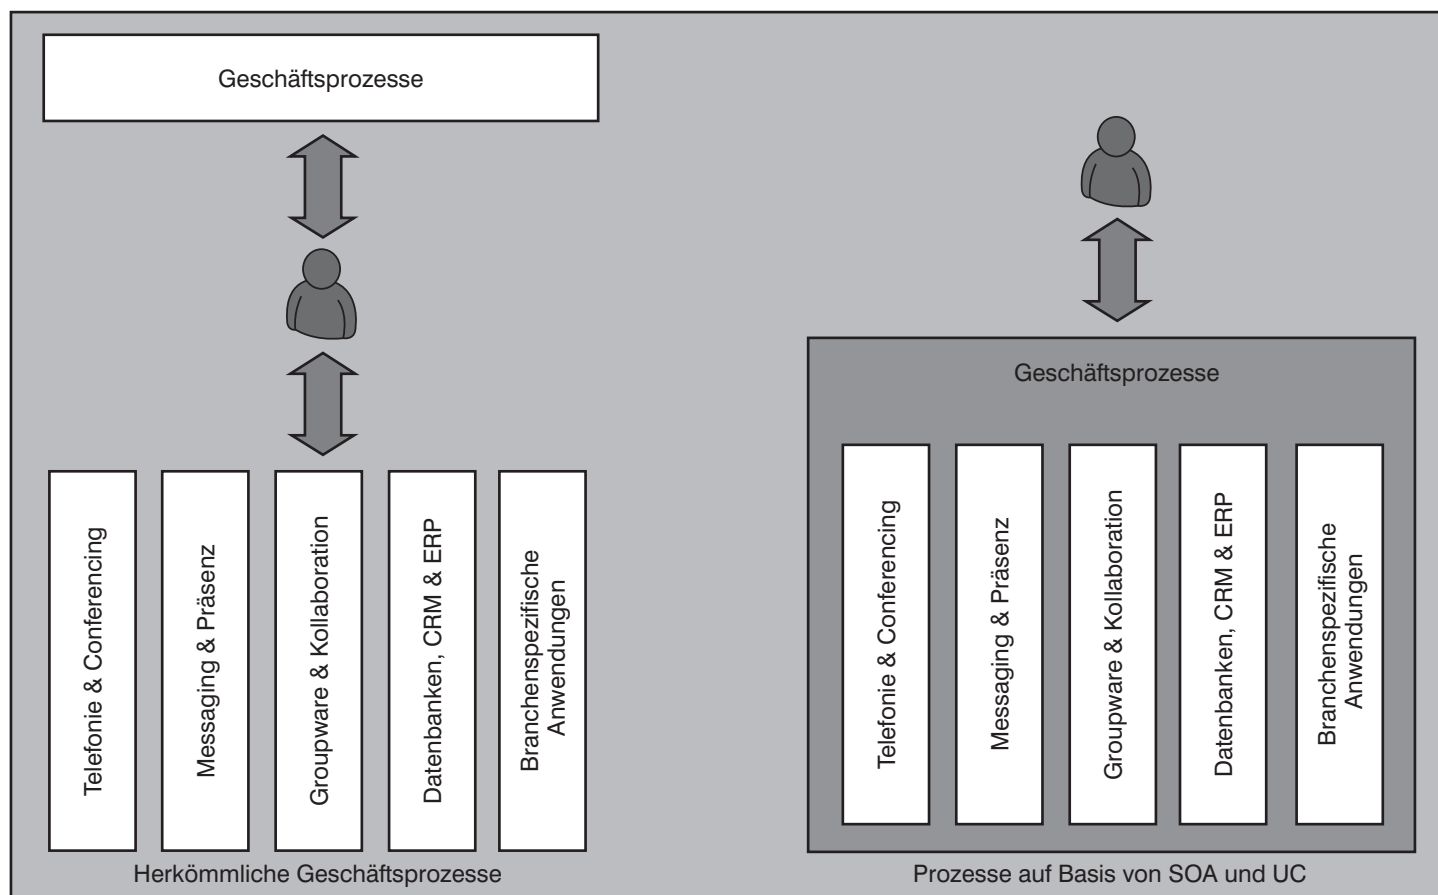 Geschäftsprozesse
Telefonie & Conferencing
Messaging & Präsenz
Groupware & Kollaboration
Datenbanken, CRM & ERP
Branchenspezifische
Anwendungen
Herkömmliche Geschäftsprozesse
Geschäftsprozesse
Telefonie & Conferencing
Messaging & Präsenz
Groupware & Kollaboration
Datenbanken, CRM & ERP
Branchenspezifische
Anwendungen
Prozesse auf Basis von SOA und UC